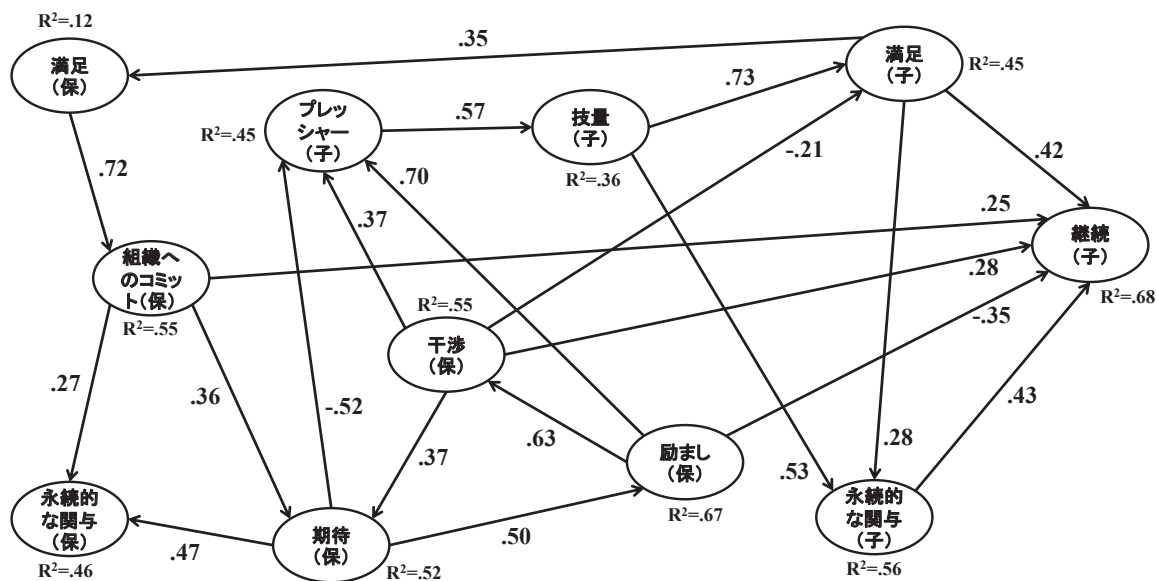 R²=.12
満足
(保)
.35
満足
(子)
R²=.45
プレッ
シャー
(子)
R²=.45
.57
技量
(子)
R²=.36
.73
-.21
.42
.72
.70
.37
.25
継続
(子)
R²=.68
組織へ
のコミッ
ト(保)
R²=.55
R²=.55
干渉
(保)
.28
-.35
.27
.36
-.52
.37
.63
励まし
(保)
R²=.67
.53
.28
.43
永続的
な関与
(保)
R²=.46
.47
期待
(保)
R²=.52
.50
永続的
な関与
(子)
R²=.56